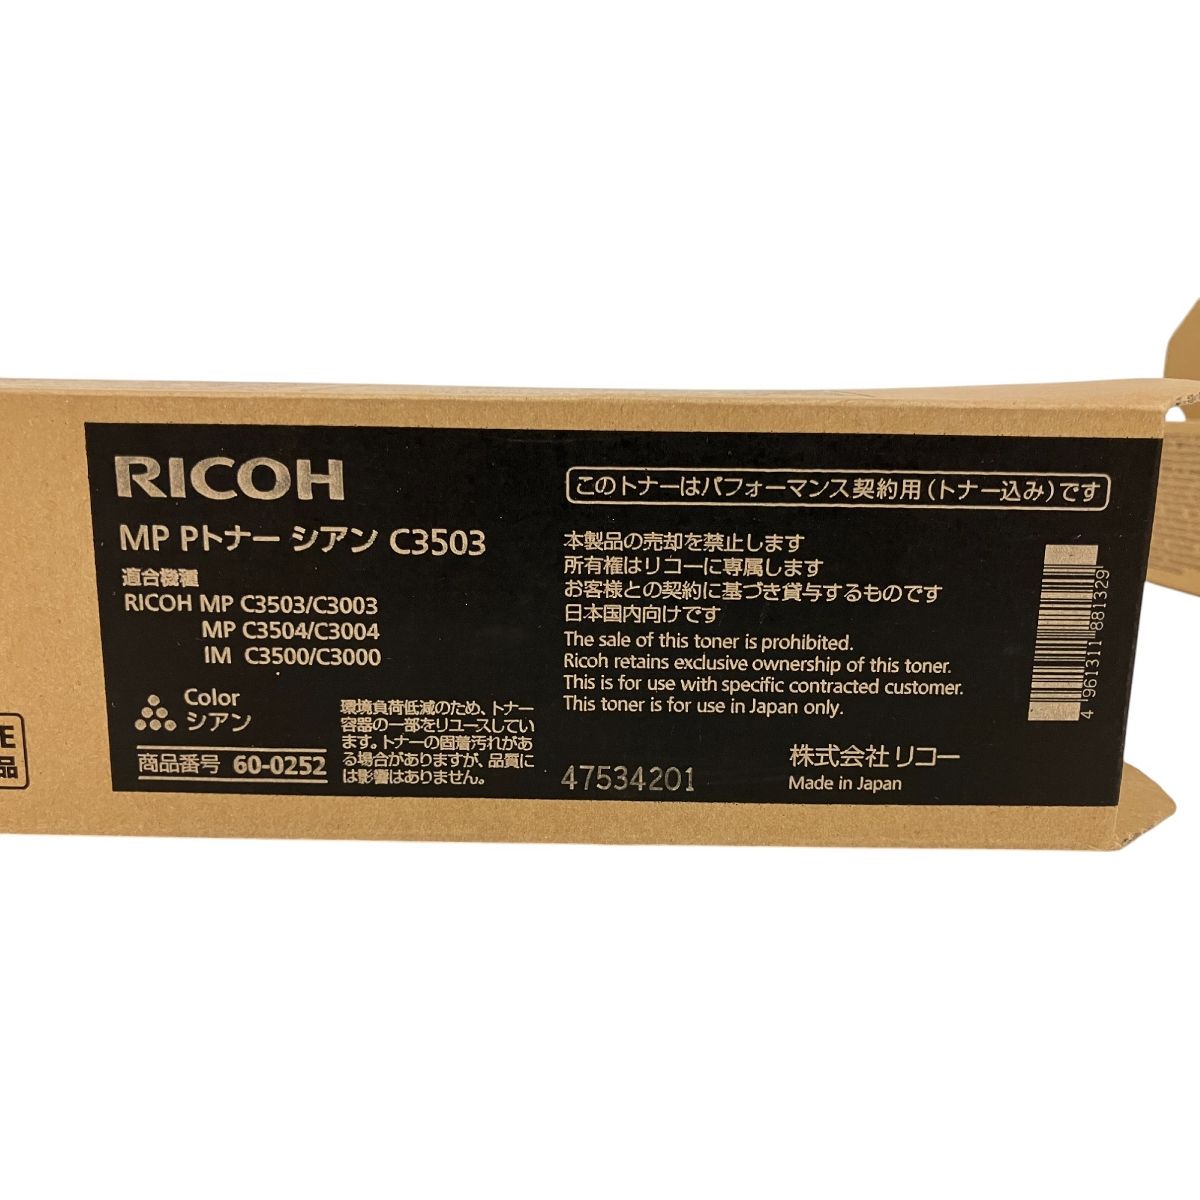 RICOH
MP Pトナー シアン C3503
適合機種
RICOH MP C3503/C3003
MP C3504/C3004
IM C3500/C3000
Color
シアン
商品番号 60-0252
環境負荷低減のため、トナー
容器の一部をリユースしてい
ます。トナーの固着汚れがあ
る場合がありますが、品質に
は影響はありません。
このトナーはパフォーマンス契約用(トナー込み)です
本製品の売却を禁止します
所有権はリコーに専属します
お客様との契約に基づき貸与するものです
日本国内向けです
The sale of this toner is prohibited.
Ricoh retains exclusive ownership of this toner.
This is for use with specific contracted customer.
This toner is for use in Japan only.
47534201
株式会社 リコー
Made in Japan
4 961311 881329
E
品